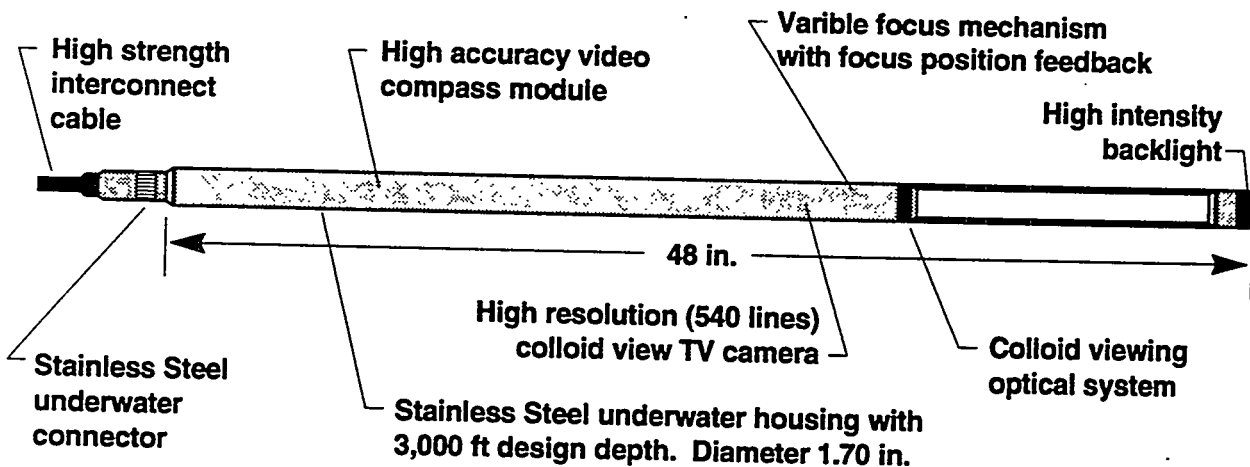 High strength
interconnect
cable
High accuracy video
compass module
Varible focus mechanism
with focus position feedback
High intensity
backlight
48 in.
High resolution (540 lines)
colloid view TV camera
Colloid viewing
optical system
Stainless Steel
underwater
connector
Stainless Steel underwater housing with
3,000 ft design depth. Diameter 1.70 in.